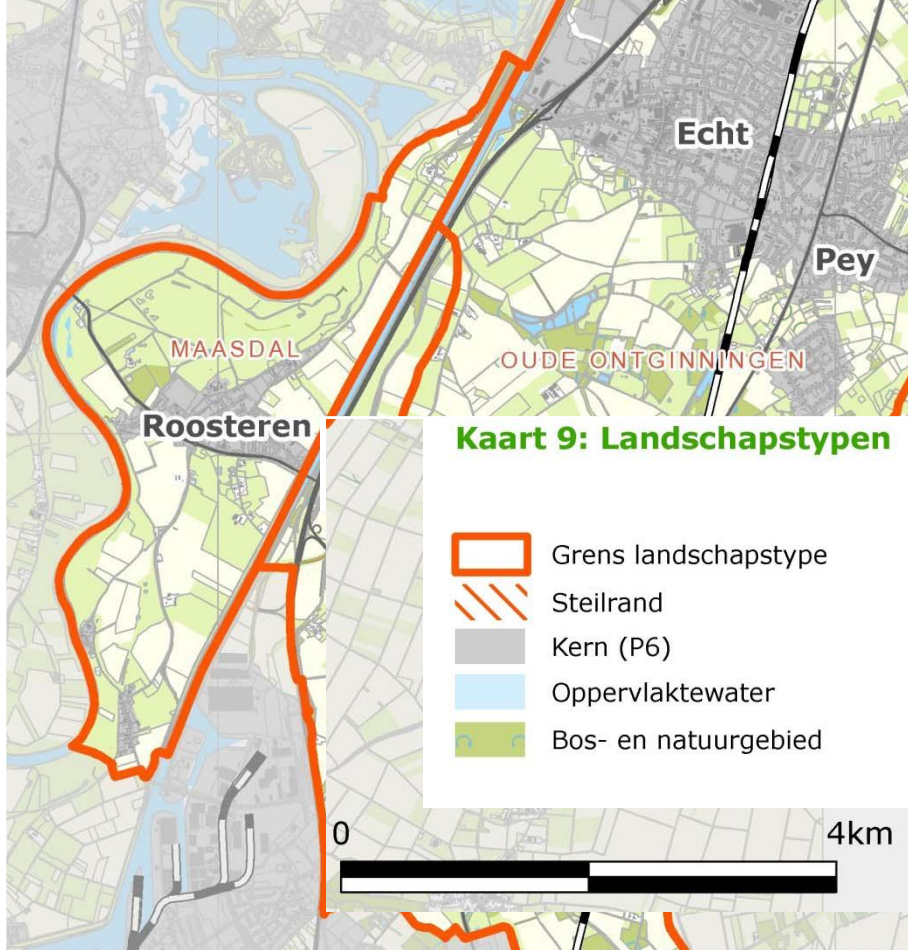 Echt
Pey
MAASDAL
OUDE ONTGINNINGEN
Roosteren
Kaart 9: Landschapstypen
Grens landschapstype
Steilrand
Kern (P6)
Oppervlaktewater
Bos- en natuurgebied
0 4km